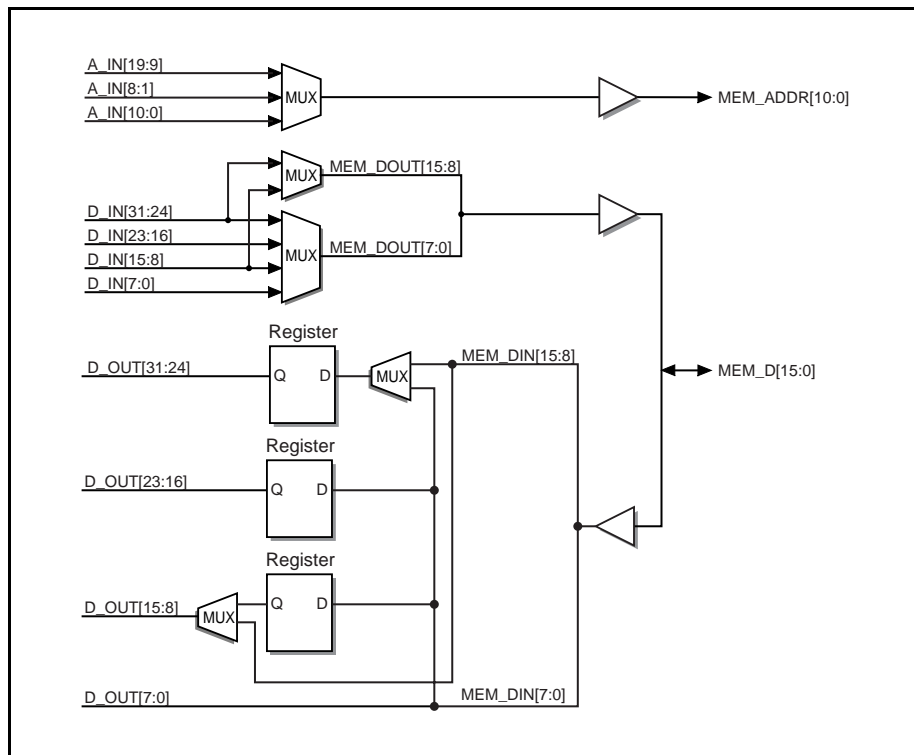 A_IN[19:9]
A_IN[8:1]
MUX
MEM_ADDR[10:0]
A_IN[10:0]
MUX
MEM_DOUT[15:8]
D_IN[31:24]
D_IN[23:16]
MUX
MEM_DOUT[7:0]
D_IN[15:8]
D_IN[7:0]
Register
MEM_DIN[15:8]
D_OUT[31:24]
Q
D
MUX
MEM_D[15:0]
Register
D_OUT[23:16]
Q
D
Register
D_OUT[15:8]
MUX
Q
D
D_OUT[7:0]
MEM_DIN[7:0]